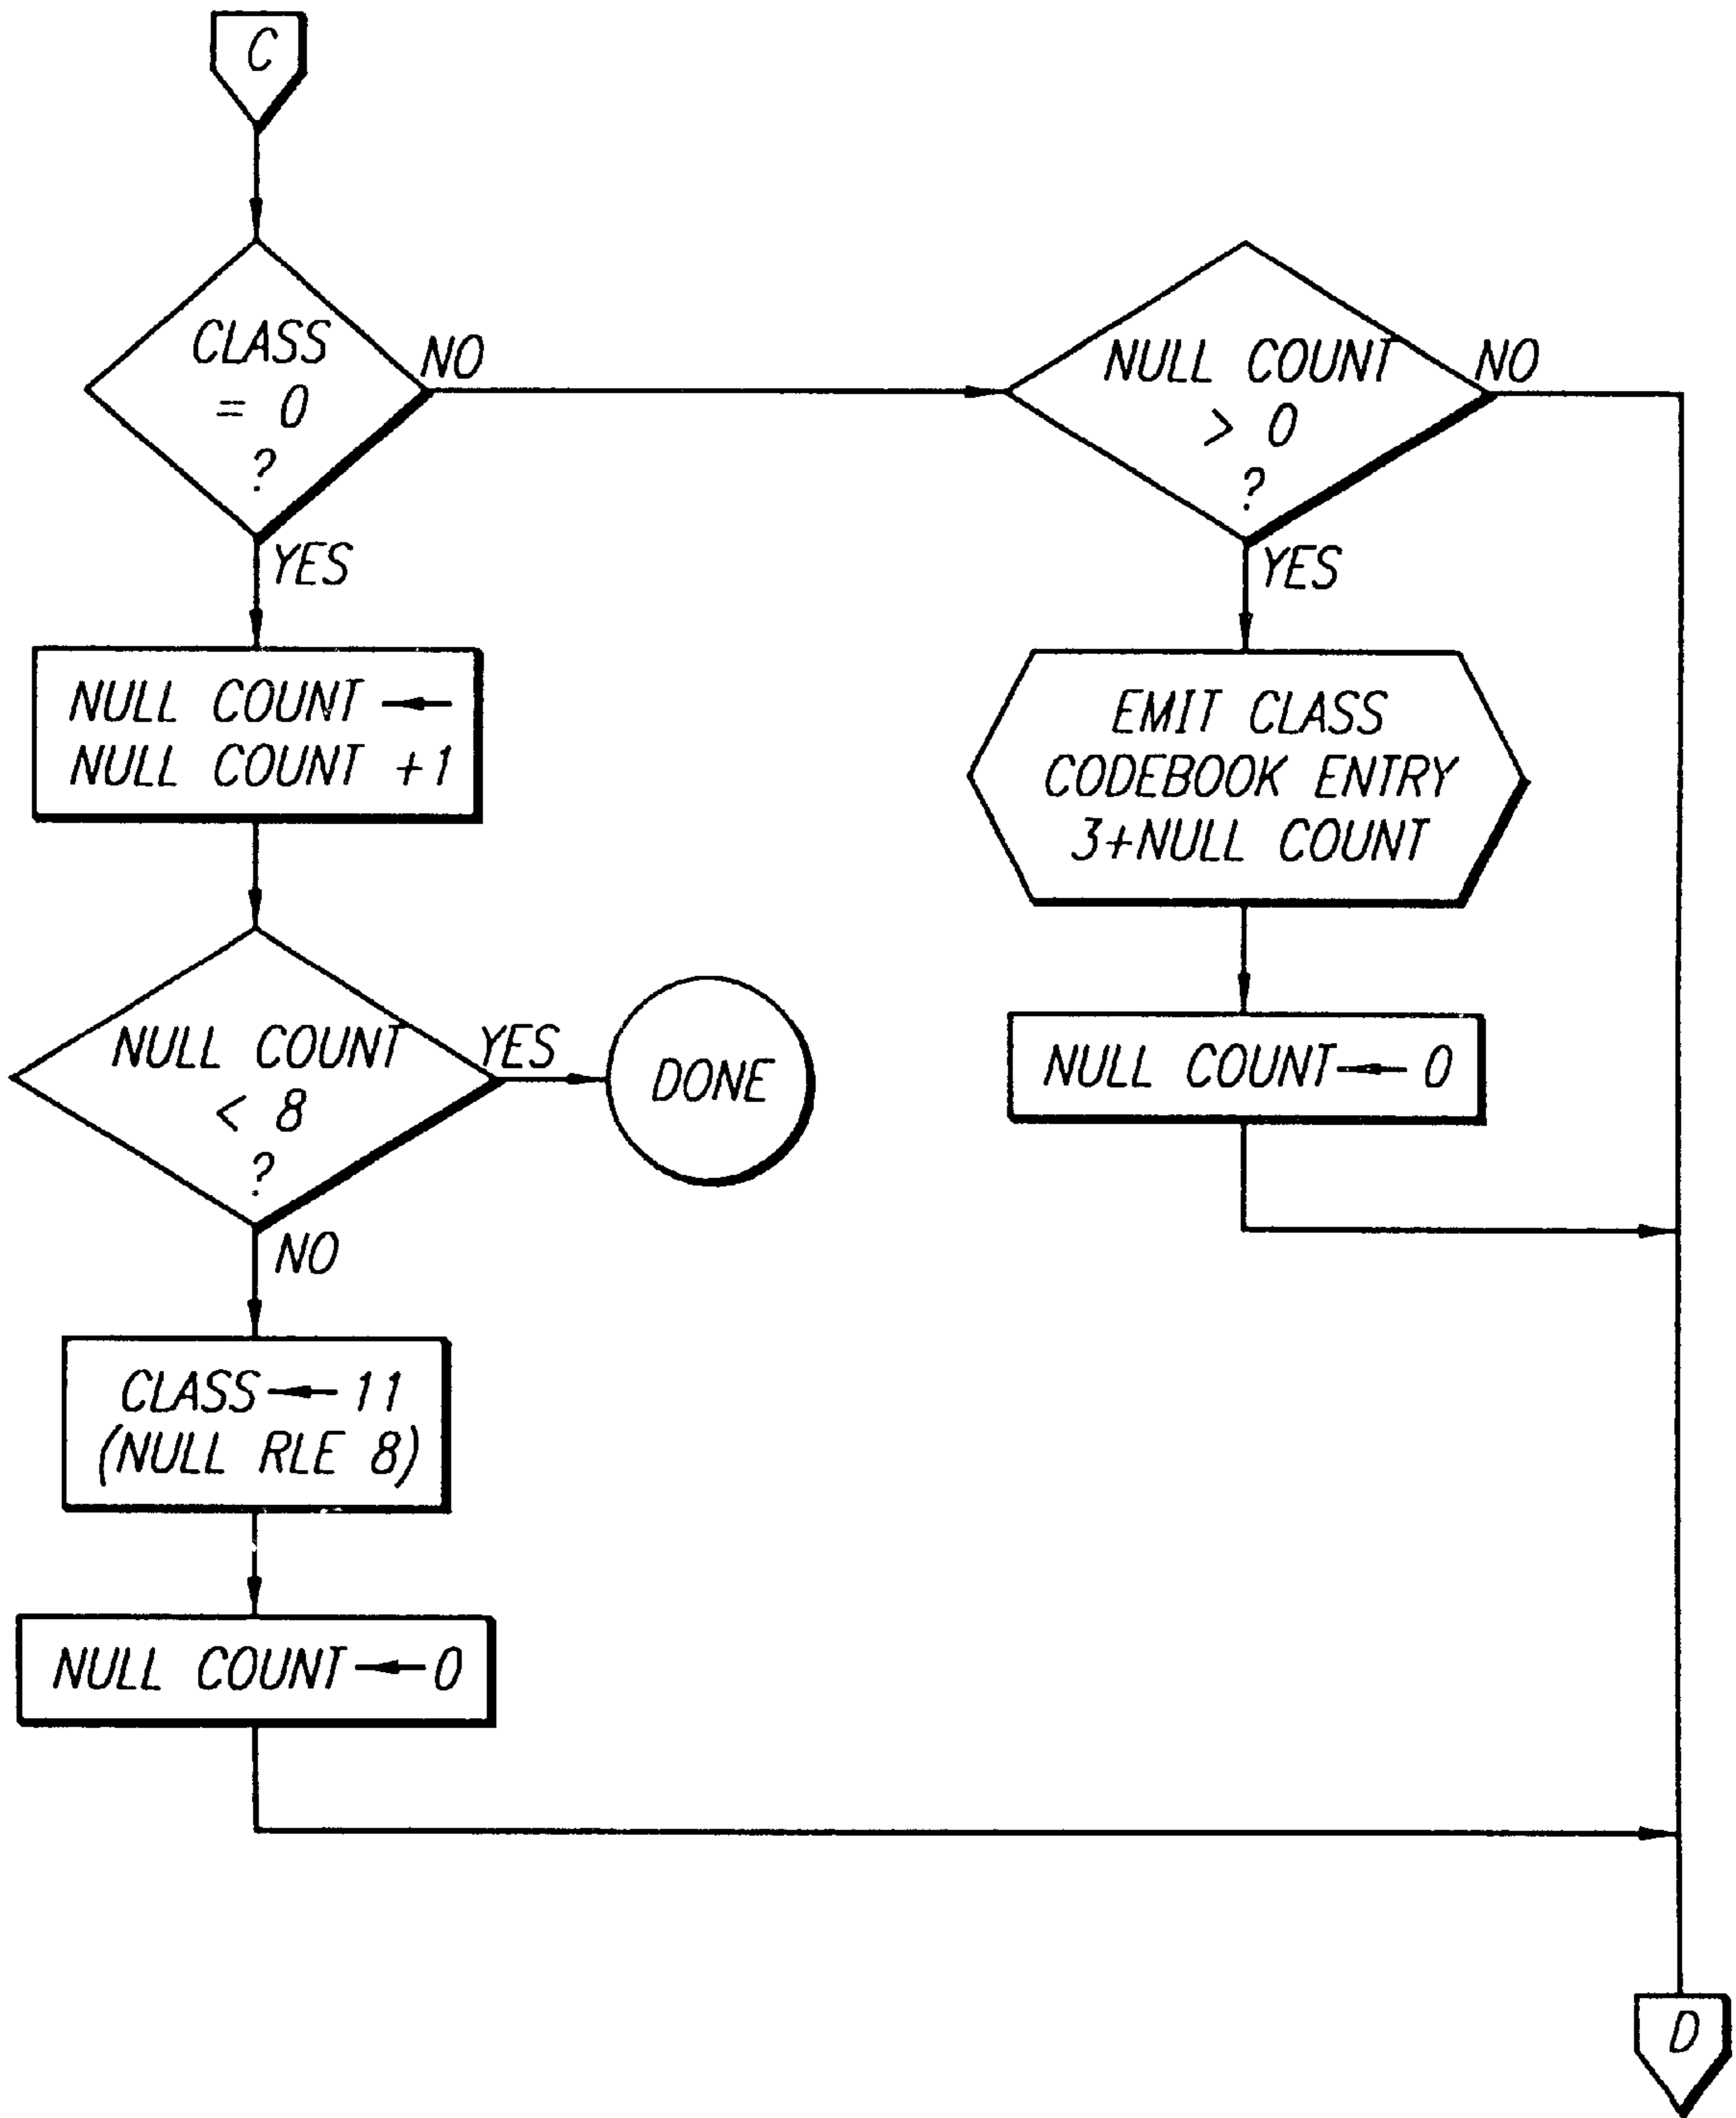 C
CLASS
= 0
?
NO
YES
NULL COUNT
> 0
?
NO
YES
NULL COUNT ←
NULL COUNT +1
EMIT CLASS
CODEBOOK ENTRY
3+NULL COUNT
NULL COUNT
< 8
?
YES
NO
DONE
NULL COUNT ← 0
CLASS ← 11
(NULL RLE 8)
NULL COUNT ← 0
D